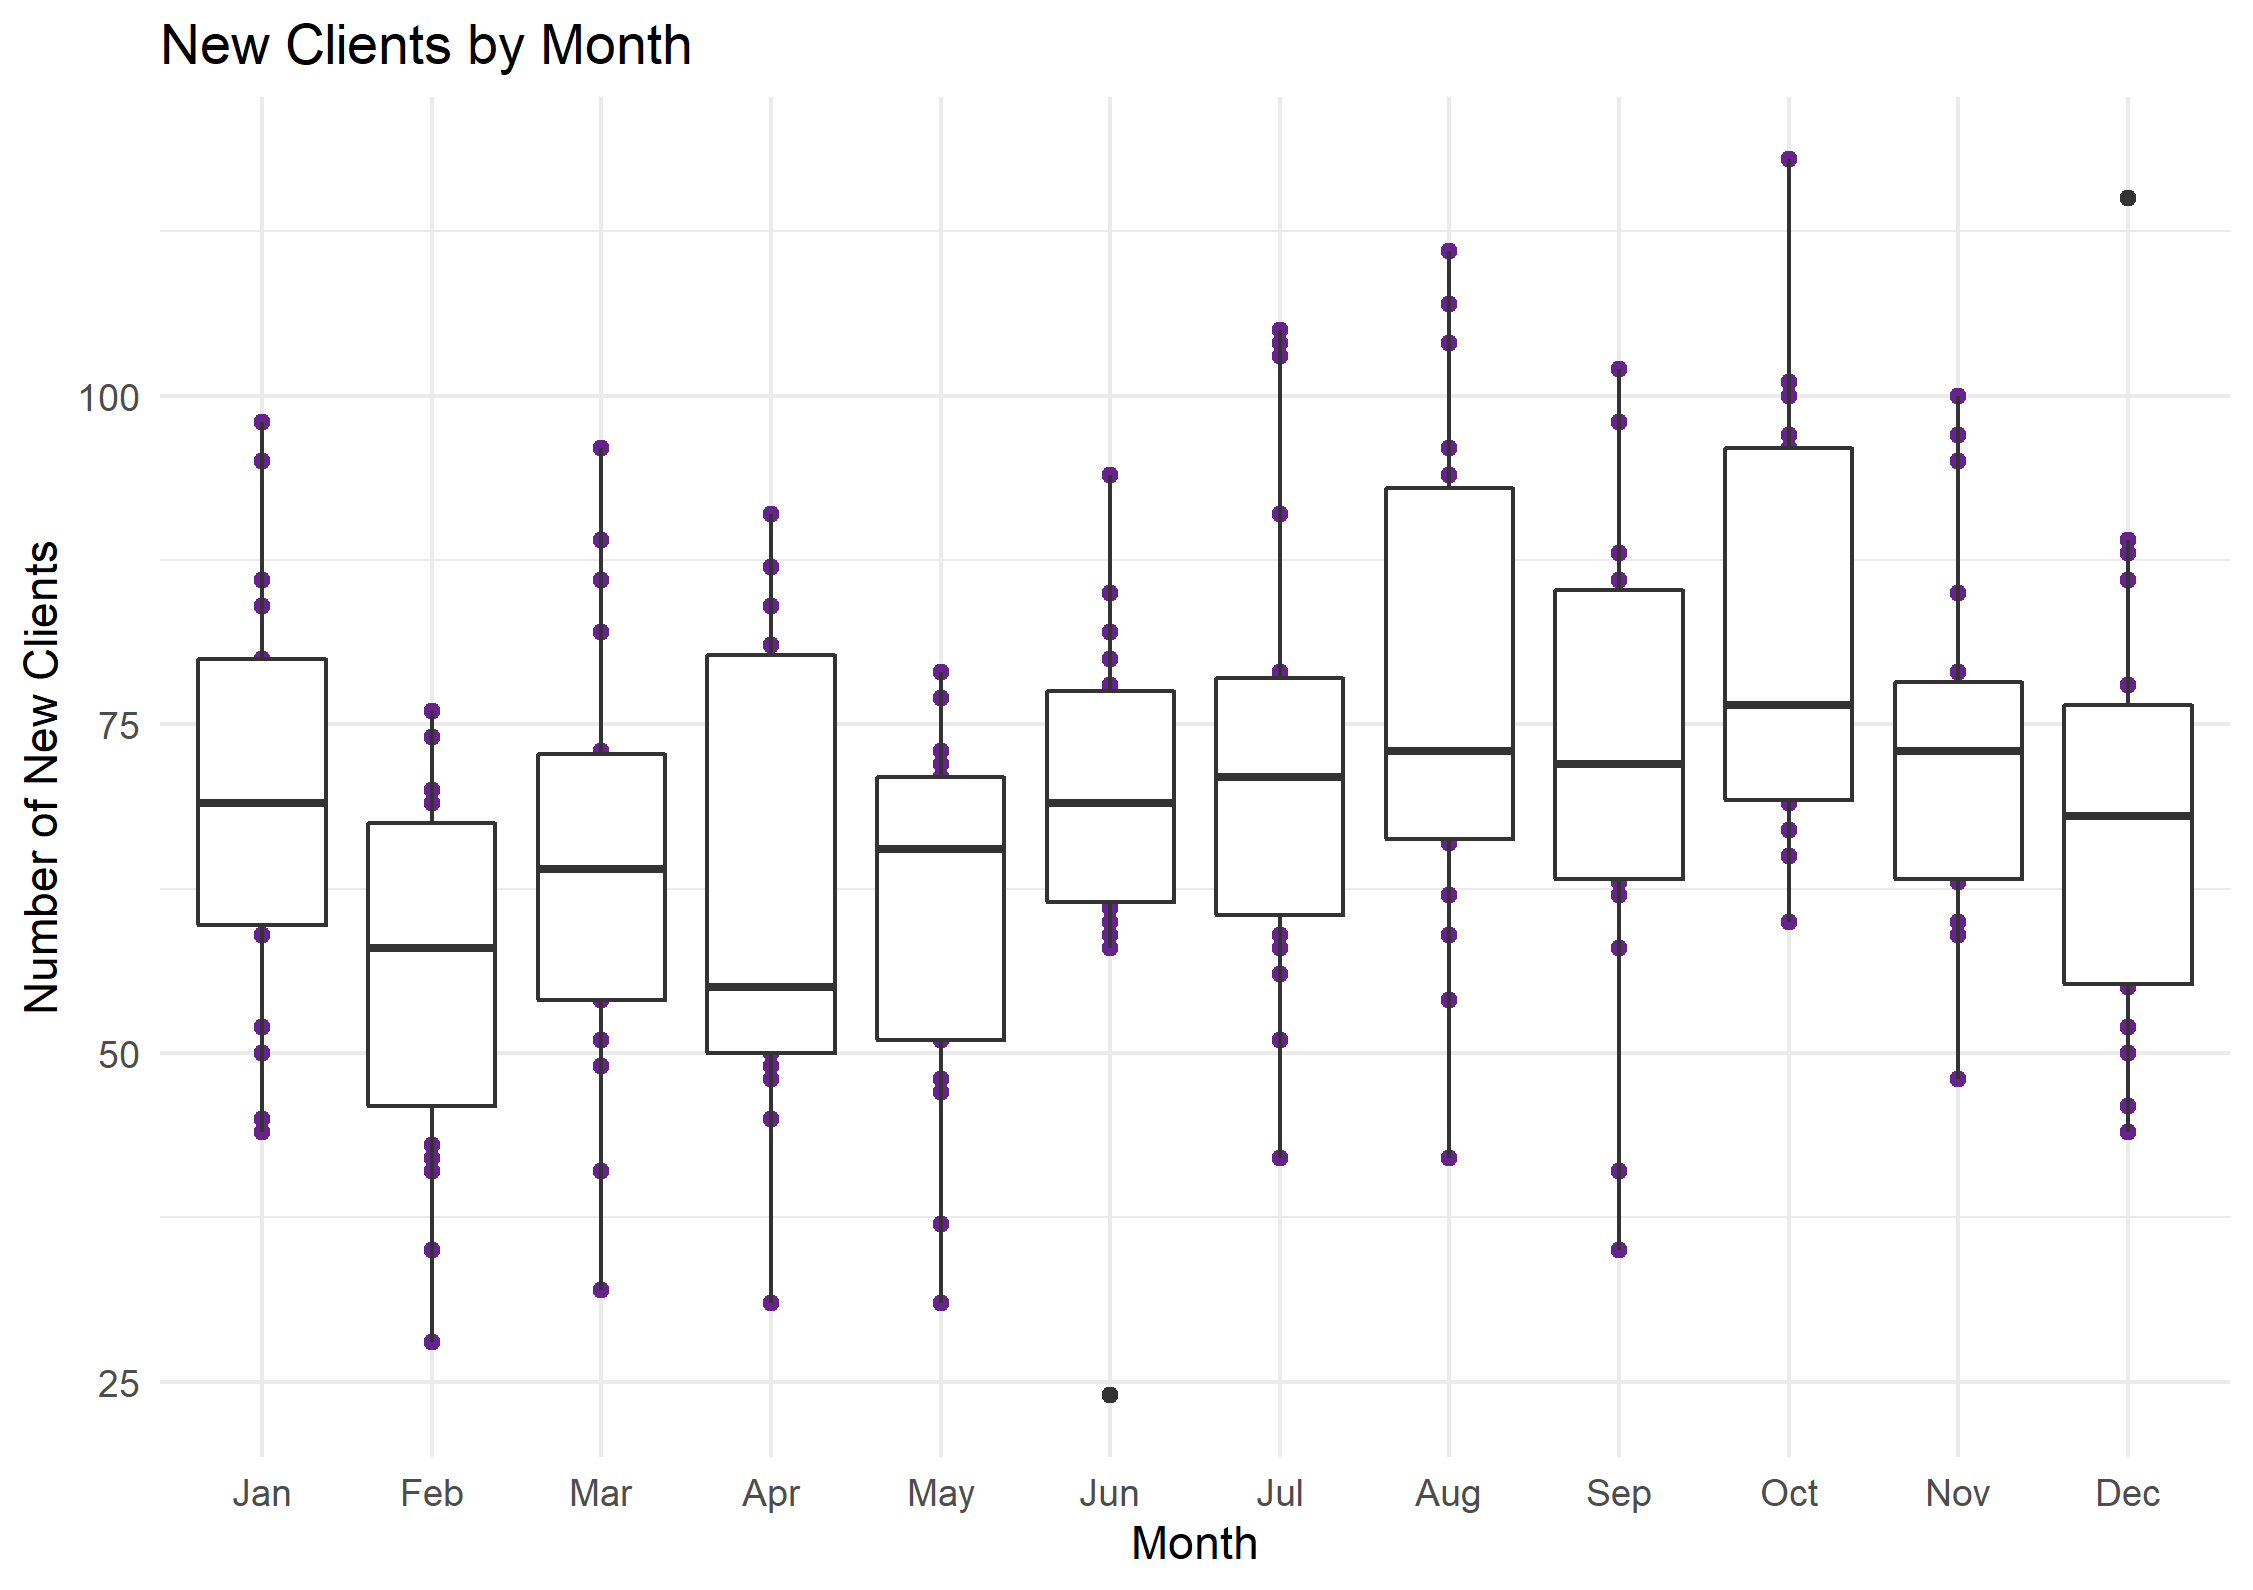 New Clients by Month
Number of New Clients
100
75
50
25
Jan Feb Mar Apr May Jun Jul Aug Sep Oct Nov Dec
Month